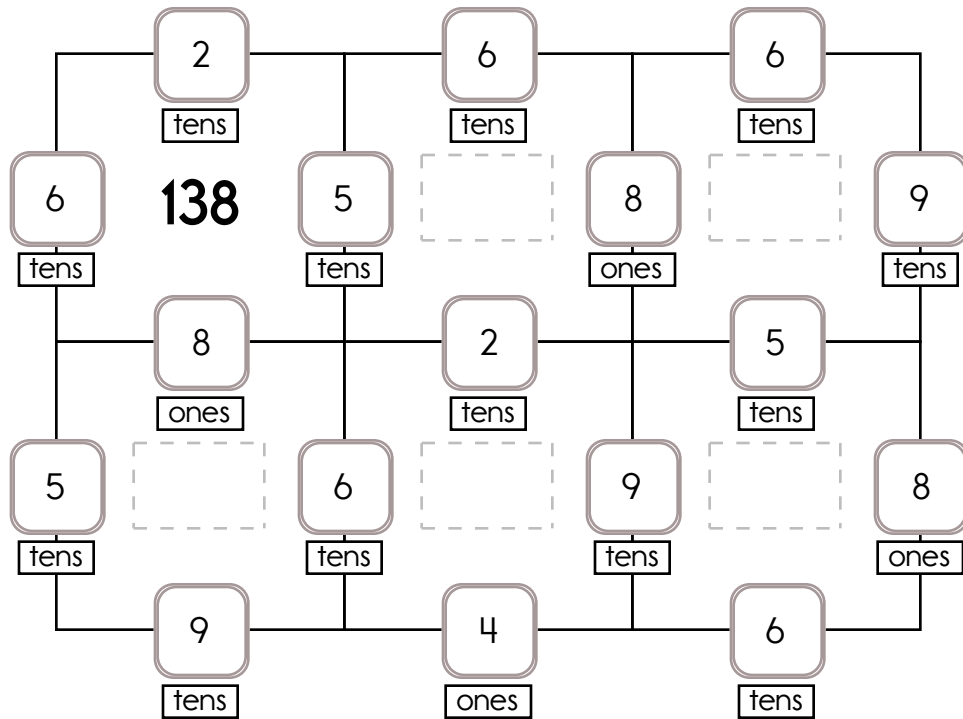 2 6 6
tens tens tens
6 138 5 8 9
tens tens ones tens
8 2 5
ones tens tens
5 6 9 8
tens tens tens ones
9 4 6
tens ones tens